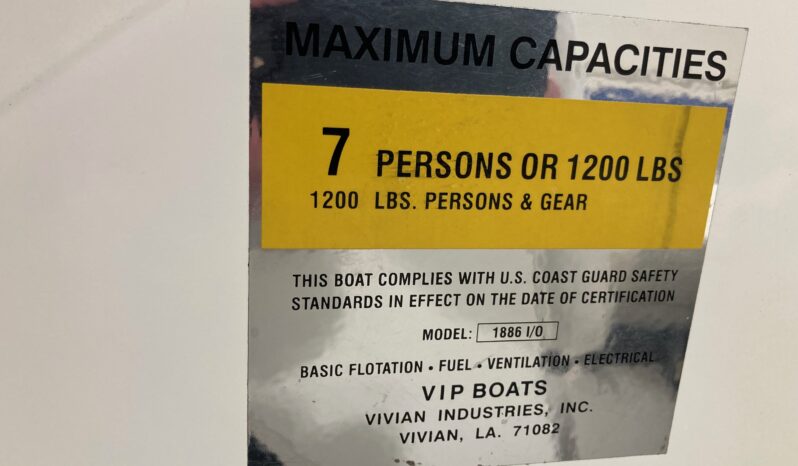 MAXIMUM CAPACITIES
7 PERSONS OR 1200 LBS
1200 LBS. PERSONS & GEAR
THIS BOAT COMPLIES WITH U.S. COAST GUARD SAFETY
STANDARDS IN EFFECT ON THE DATE OF CERTIFICATION
MODEL: 1886 I/O
BASIC FLOTATION • FUEL • VENTILATION • ELECTRICAL
VIP BOATS
VIVIAN INDUSTRIES, INC.
VIVIAN, LA. 71082